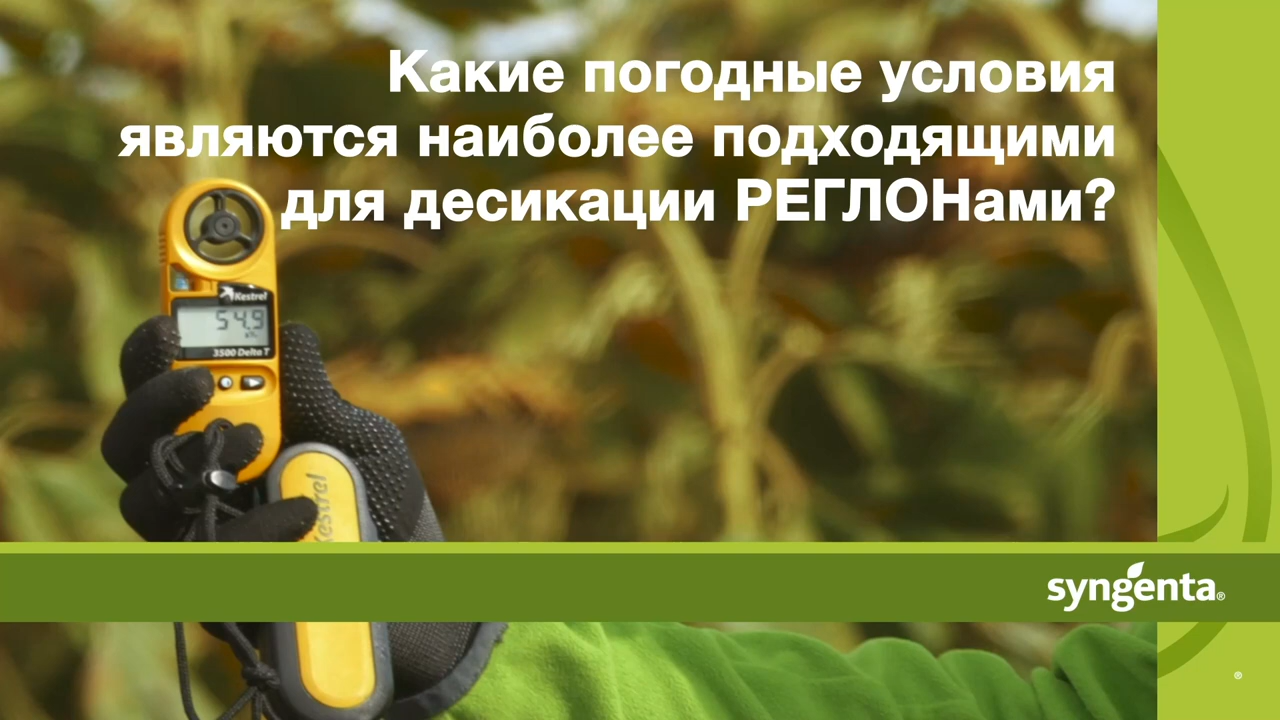 Какие погодные условия
являются наиболее подходящими
для десикации РЕГЛОНами?
Kestrel
54.9
3500 Delta T
Kestrel
syngenta®
®